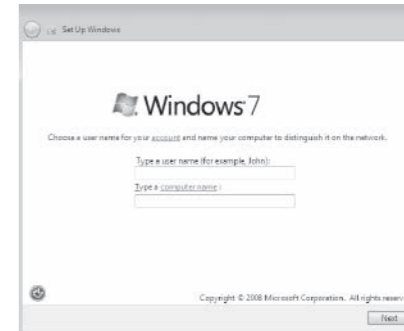 Set Up Windows
Windows 7
Choose a user name for your account and name your computer to distinguish it on the network.
Type a user name (for example, John):
Type a computer name:
Copyright © 2008 Microsoft Corporation. All rights reserv
Next